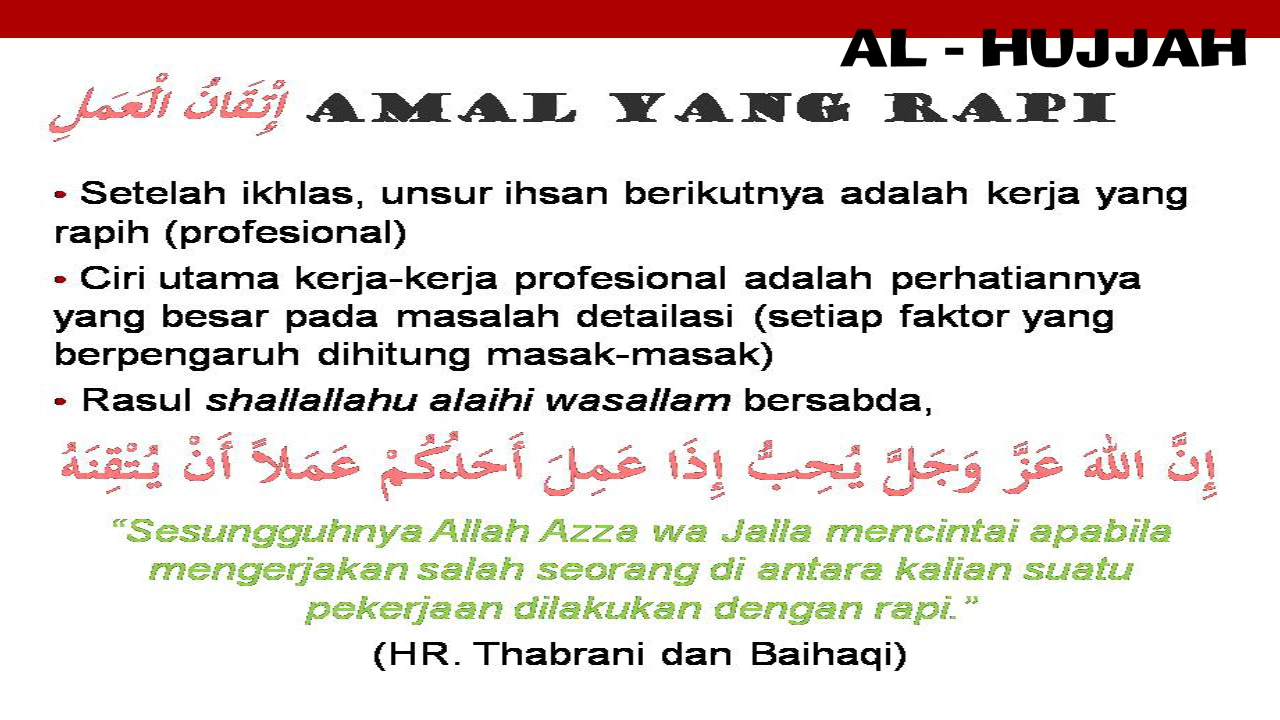 AL - HUJJAH
إِتْقَانُ الْعَمَلِ AMAL YANG RAPI
• Setelah ikhlas, unsur ihsan berikutnya adalah kerja yang
rapih (profesional)
• Ciri utama kerja-kerja profesional adalah perhatiannya
yang besar pada masalah detailasi (setiap faktor yang
berpengaruh dihitung masak-masak)
• Rasul shallallahu alaihi wasallam bersabda,
إِنَّ اللهَ عَزَّ وَجَلَّ يُحِبُّ إِذَا عَمِلَ أَحَدُكُمْ عَمَلاً أَنْ يُتْقِنَهُ
“Sesungguhnya Allah Azza wa Jalla mencintai apabila
mengerjakan salah seorang di antara kalian suatu
pekerjaan dilakukan dengan rapi.”
(HR. Thabrani dan Baihaqi)